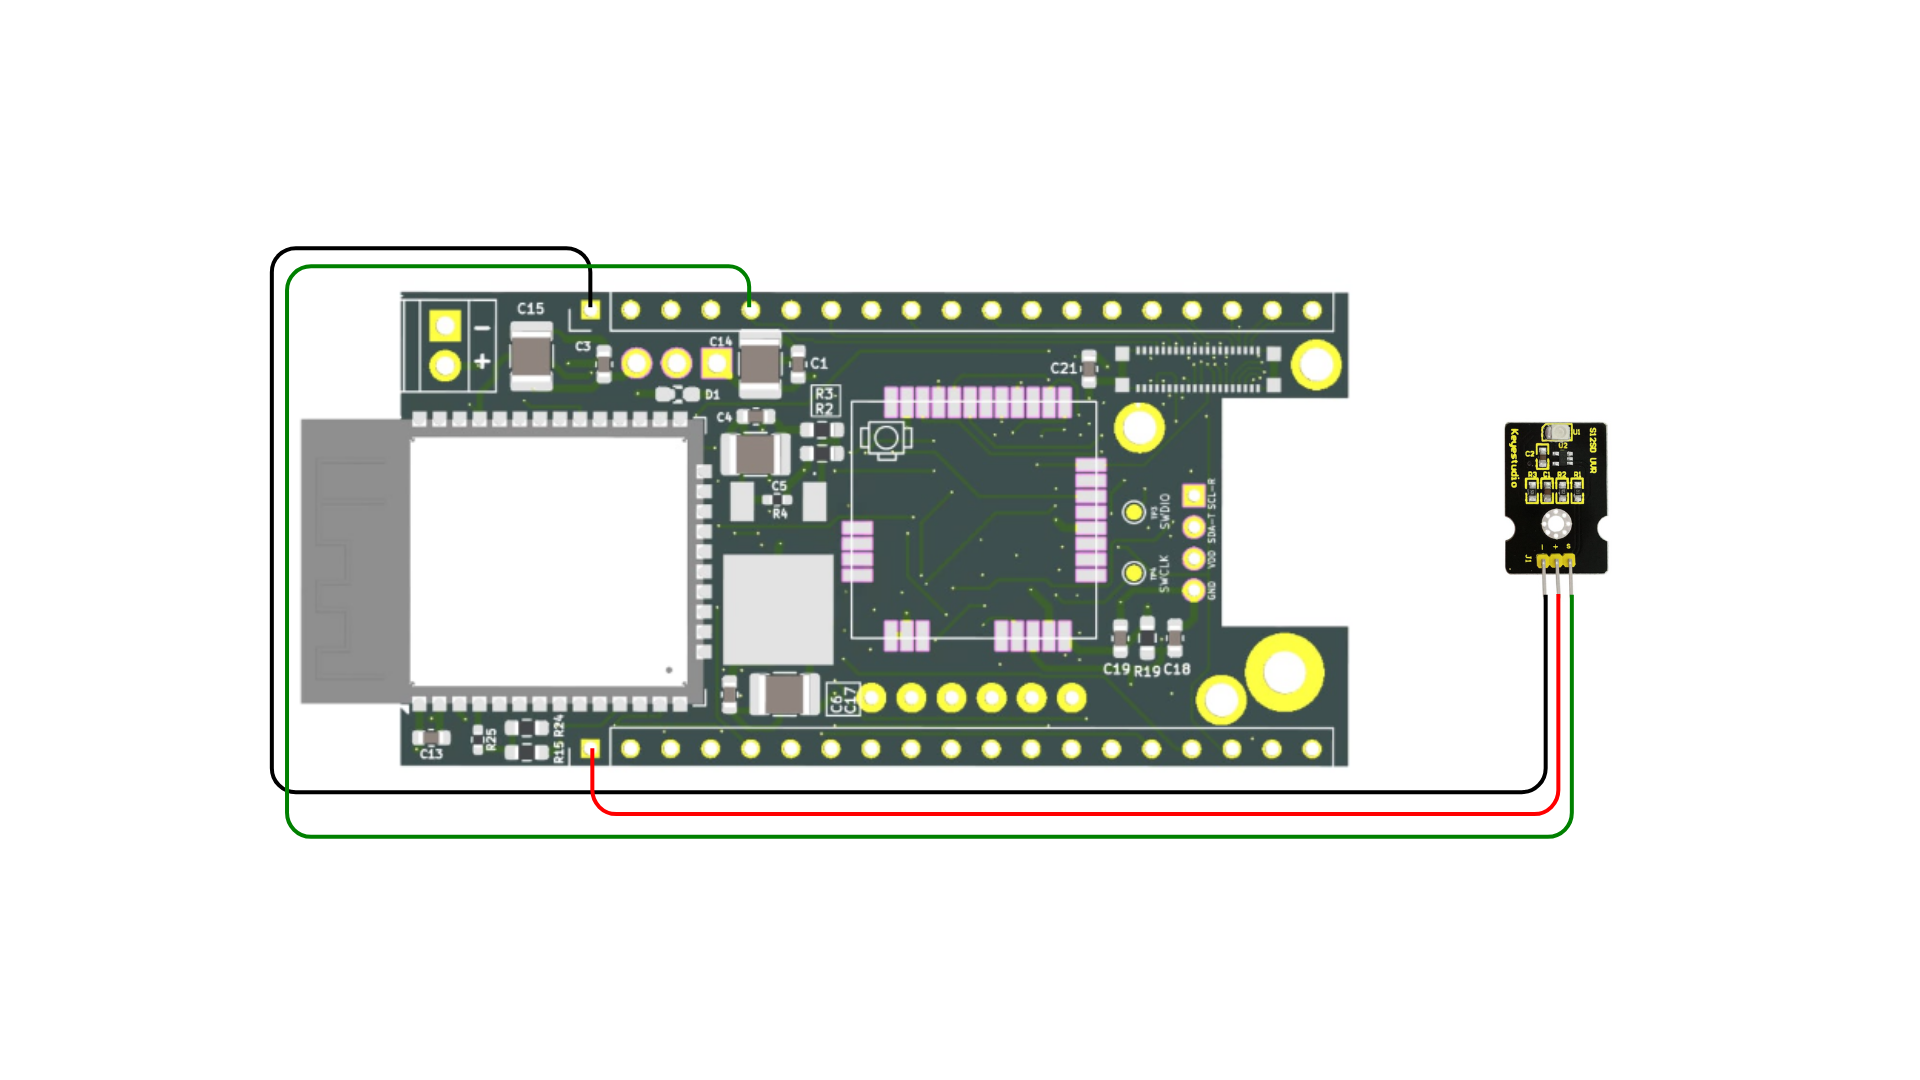 C15
−
+
C3
C14
C1
D1
C4
R3
R2
C21
C5
R4
SCL-R
SDA-T
VDD
GND
TP3
SWDIO
TP4
SWCLK
C19
R19
C18
C6
C17
C13
R25
R24
R15
Keyestudio
S12SD UVR
U1
U2
C2
R3
C1
R2
R1
J1
-
+
S